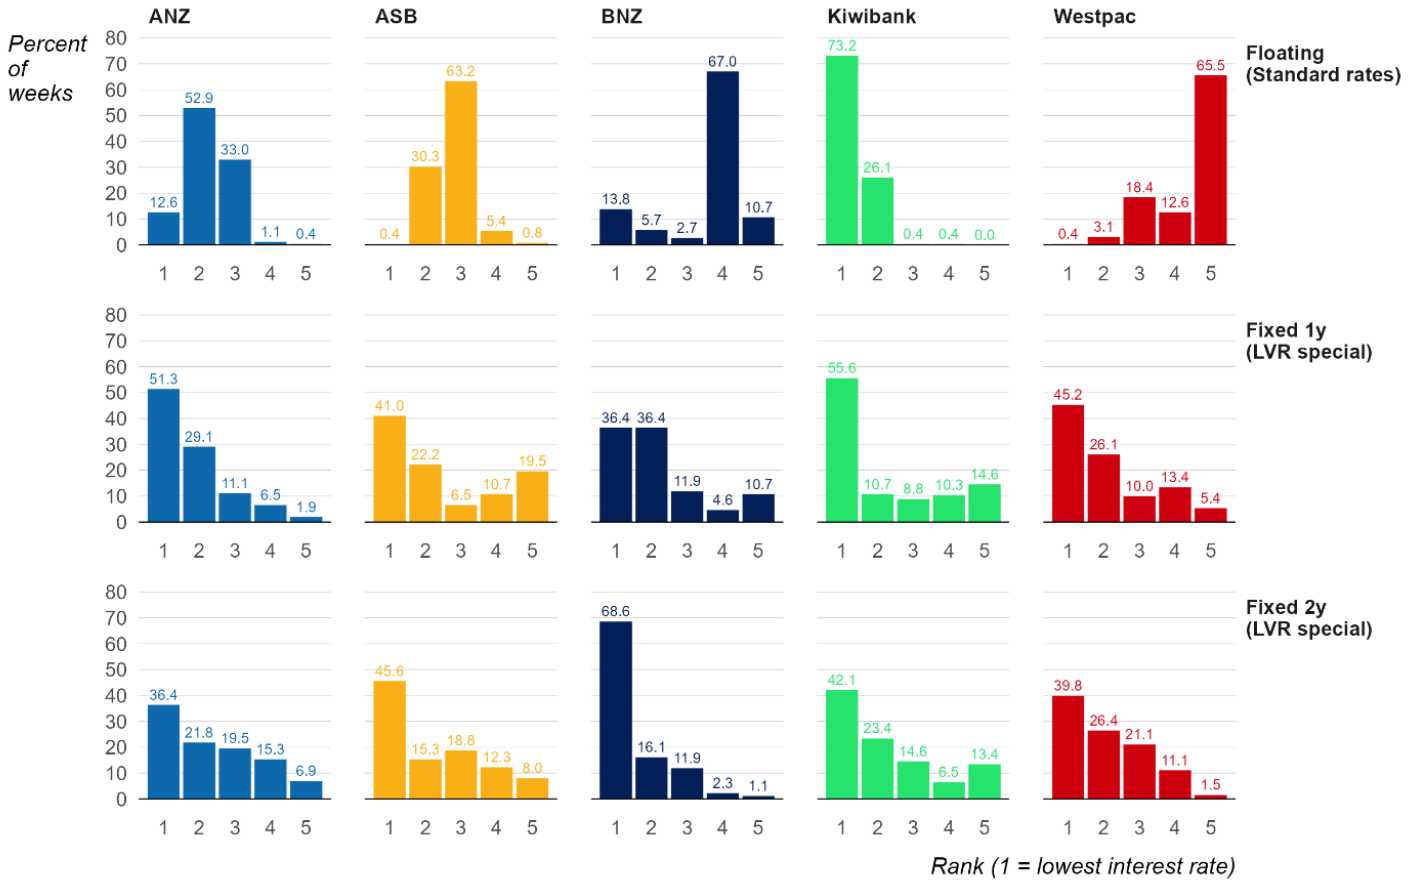 ANZ ASB BNZ Kiwibank Westpac
Percent
of
weeks
Floating
(Standard rates)
80
70
60
50
40
30
20
10
0
12.6 52.9 33.0 1.1 0.4
0.4 30.3 63.2 5.4 0.8
13.8 5.7 2.7 67.0 10.7
73.2 26.1 0.4 0.4 0.0
0.4 3.1 18.4 12.6 65.5
1 2 3 4 5 1 2 3 4 5 1 2 3 4 5 1 2 3 4 5 1 2 3 4 5
Fixed 1y
(LVR special)
80
70
60
50
40
30
20
10
0
51.3 29.1 11.1 6.5 1.9
41.0 22.2 6.5 10.7 19.5
36.4 36.4 11.9 4.6 10.7
55.6 10.7 8.8 10.3 14.6
45.2 26.1 10.0 13.4 5.4
1 2 3 4 5 1 2 3 4 5 1 2 3 4 5 1 2 3 4 5 1 2 3 4 5
Fixed 2y
(LVR special)
80
70
60
50
40
30
20
10
0
36.4 21.8 19.5 15.3 6.9
45.6 15.3 18.8 12.3 8.0
68.6 16.1 11.9 2.3 1.1
42.1 23.4 14.6 6.5 13.4
39.8 26.4 21.1 11.1 1.5
1 2 3 4 5 1 2 3 4 5 1 2 3 4 5 1 2 3 4 5 1 2 3 4 5
Rank (1 = lowest interest rate)